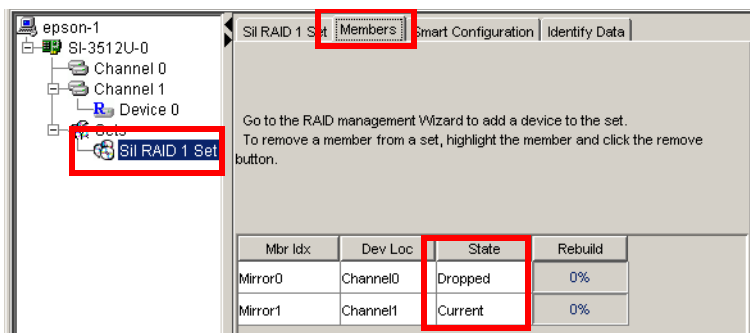 epson-1
SI-3512U-0
Channel 0
Channel 1
R Device 0
Sil RAID 1 Set
Sil RAID 1 Set Members Smart Configuration Identify Data
Go to the RAID management Wizard to add a device to the set.
To remove a member from a set, highlight the member and click the remove
button.
Mbr Idx Dev Loc State Rebuild
Mirror0 Channel0 Dropped 0%
Mirror1 Channel1 Current 0%